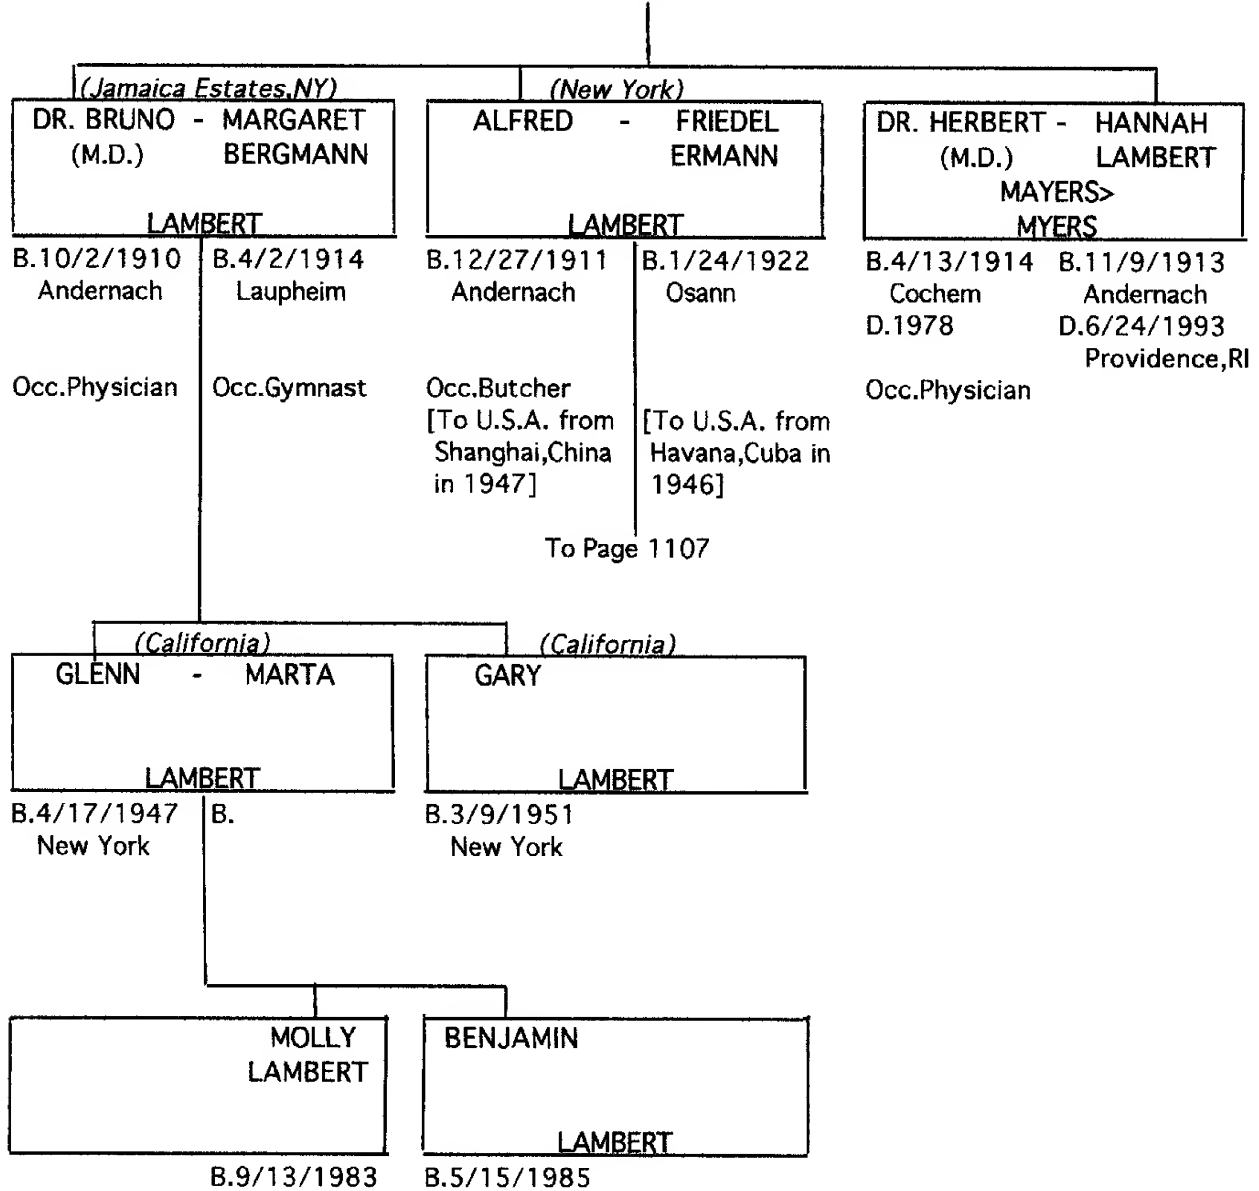 (Jamaica Estates,NY)
DR. BRUNO - MARGARET
(M.D.) BERGMANN
LAMBERT
B.10/2/1910 B.4/2/1914
Andernach Laupheim
Occ.Physician Occ.Gymnast
(New York)
ALFRED - FRIEDEL
ERMANN
LAMBERT
B.12/27/1911 B.1/24/1922
Andernach Osann
Occ.Butcher
[To U.S.A. from [To U.S.A. from
Shanghai,China Havana,Cuba in
in 1947] 1946]
To Page 1107
DR. HERBERT - HANNAH
(M.D.) LAMBERT
MAYERS>
MYERS
B.4/13/1914 B.11/9/1913
Cochem Andernach
D.1978 D.6/24/1993
Providence,RI
Occ.Physician
(California)
GLENN - MARTA
LAMBERT
B.4/17/1947 B.
New York
(California)
GARY
LAMBERT
B.3/9/1951
New York
MOLLY
LAMBERT
B.9/13/1983
BENJAMIN
LAMBERT
B.5/15/1985